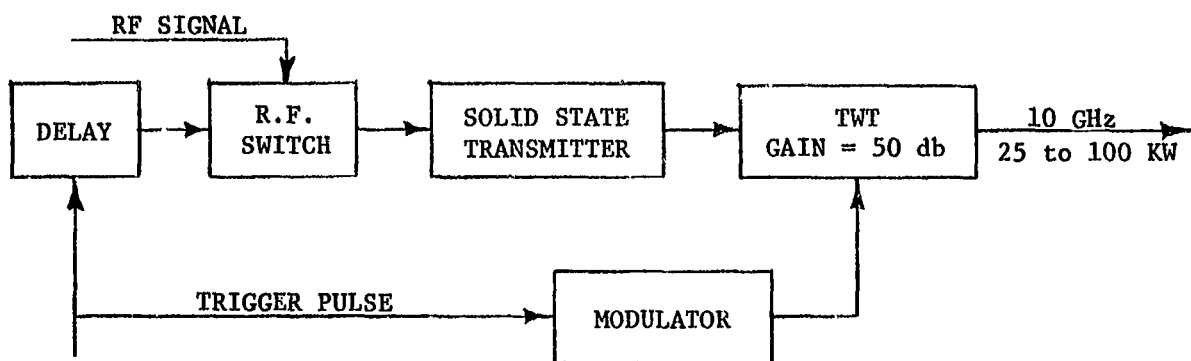 RF SIGNAL
DELAY
R.F.
SWITCH
SOLID STATE
TRANSMITTER
TWT
GAIN = 50 db
10 GHz
25 to 100 KW
TRIGGER PULSE
MODULATOR